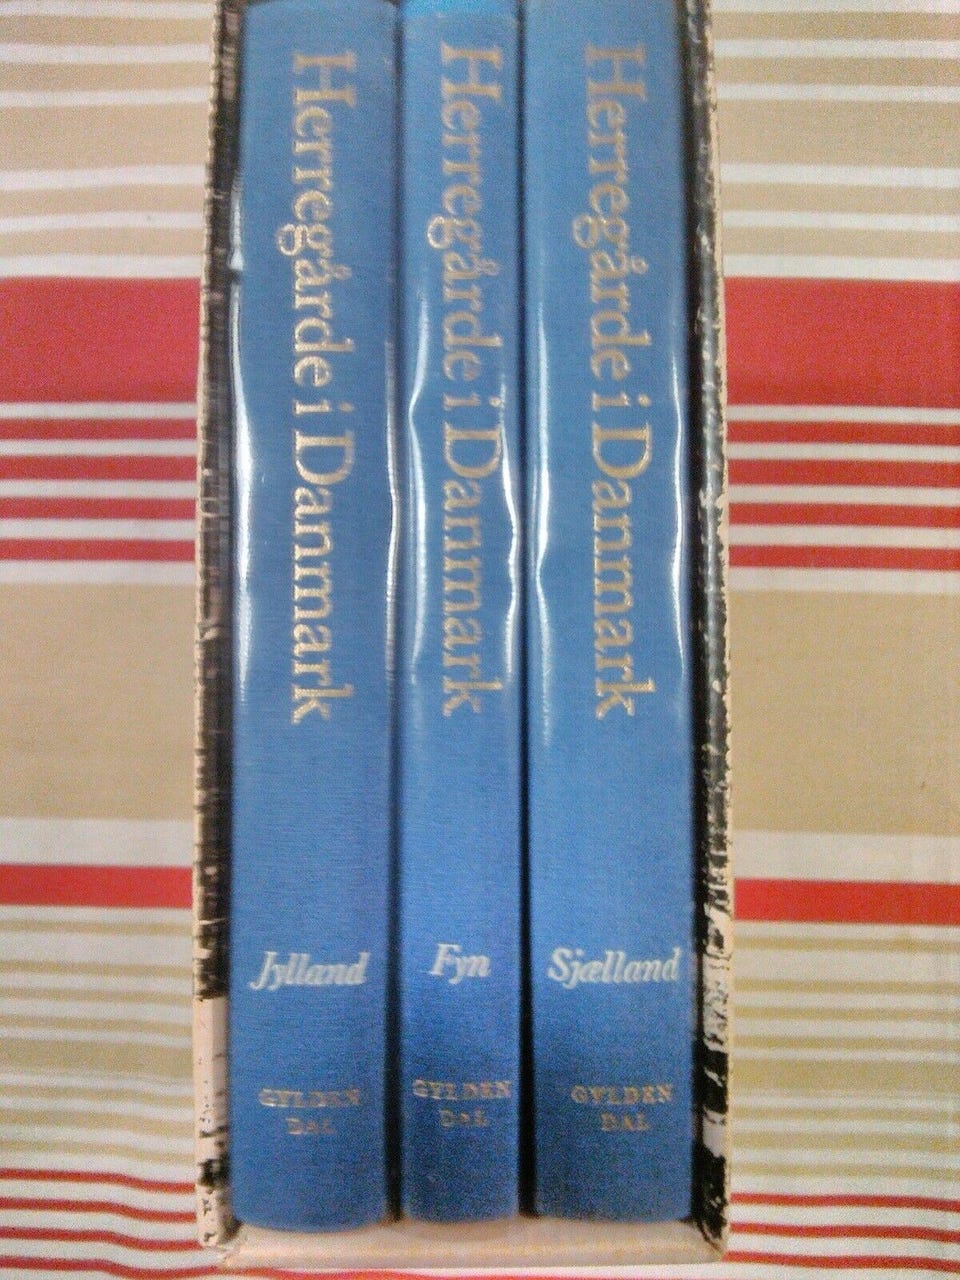 Herregårde i Danmark
Jylland
GYLDEN
DAL
Herregårde i Danmark
Fyn
GYLDEN
DAL
Herregårde i Danmark
Sjælland
GYLDEN
DAL